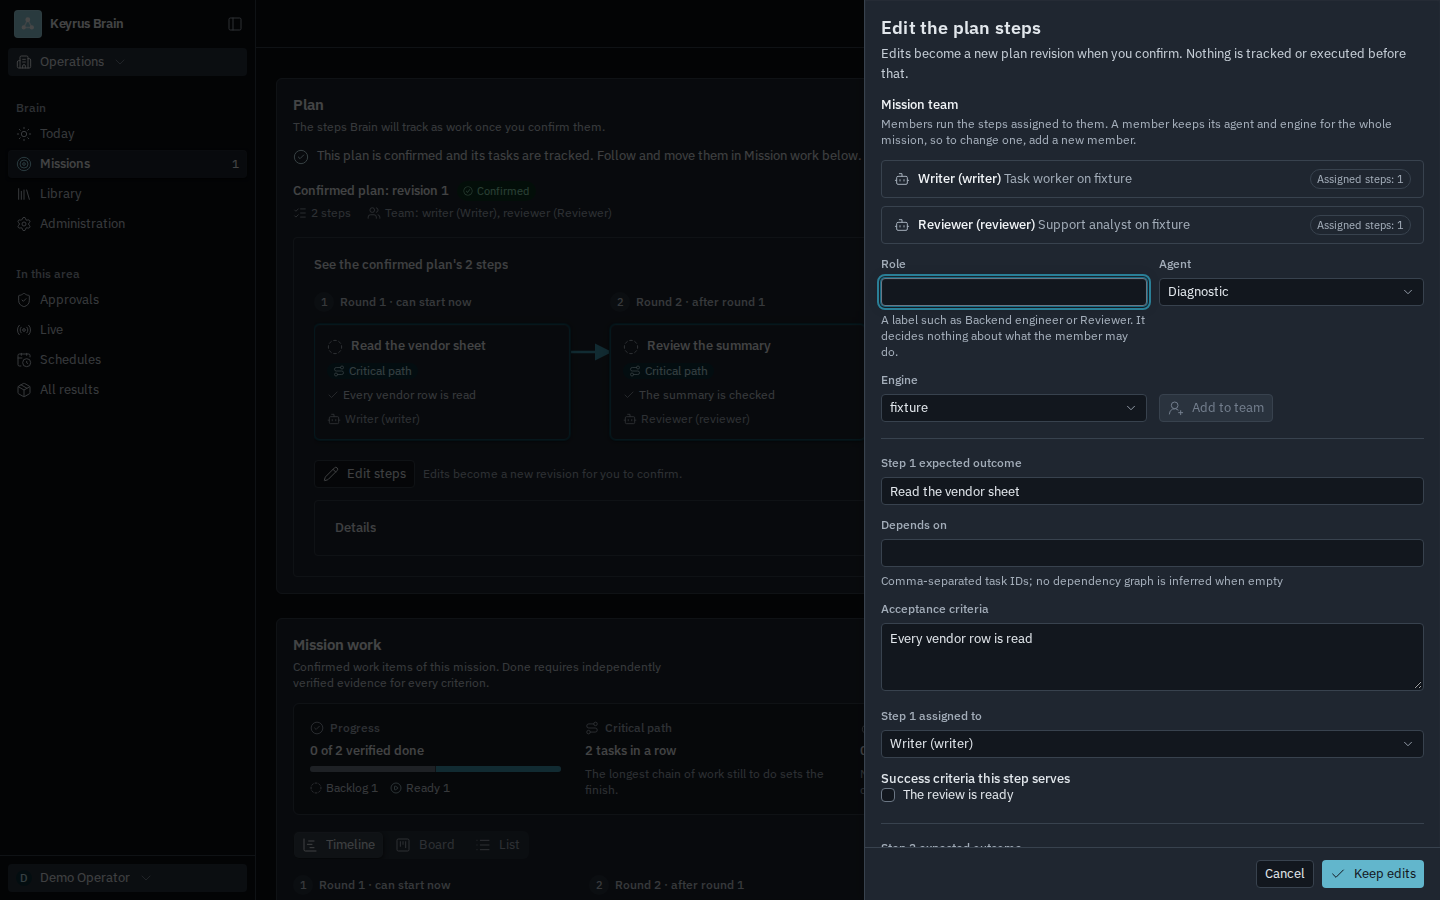 Keyrus Brain
Operations
Brain
Today
Missions 1
Library
Administration
In this area
Approvals
Live
Schedules
All results
D Demo Operator
Plan
The steps Brain will track as work once you confirm them.
This plan is confirmed and its tasks are tracked. Follow and move them in Mission work below.
Confirmed plan: revision 1 Confirmed
2 steps Team: writer (Writer), reviewer (Reviewer)
See the confirmed plan's 2 steps
1 Round 1 · can start now
2 Round 2 · after round 1
Read the vendor sheet
Critical path
Every vendor row is read
Writer (writer)
Review the summary
Critical path
The summary is checked
Reviewer (reviewer)
Edit steps Edits become a new revision for you to confirm.
Details
Mission work
Confirmed work items of this mission. Done requires independently
verified evidence for every criterion.
Progress
0 of 2 verified done
Backlog 1 Ready 1
Critical path
2 tasks in a row
The longest chain of work still to do sets the
finish.
Timeline Board List
1 Round 1 · can start now
2 Round 2 · after round 1
Edit the plan steps
Edits become a new plan revision when you confirm. Nothing is tracked or executed before
that.
Mission team
Members run the steps assigned to them. A member keeps its agent and engine for the whole
mission, so to change one, add a new member.
Writer (writer) Task worker on fixture Assigned steps: 1
Reviewer (reviewer) Support analyst on fixture Assigned steps: 1
Role
Agent
Diagnostic
A label such as Backend engineer or Reviewer. It
decides nothing about what the member may
do.
Engine
fixture
Add to team
Step 1 expected outcome
Read the vendor sheet
Depends on
Comma-separated task IDs; no dependency graph is inferred when empty
Acceptance criteria
Every vendor row is read
Step 1 assigned to
Writer (writer)
Success criteria this step serves
The review is ready
Step 2 expected outcome
Cancel Keep edits